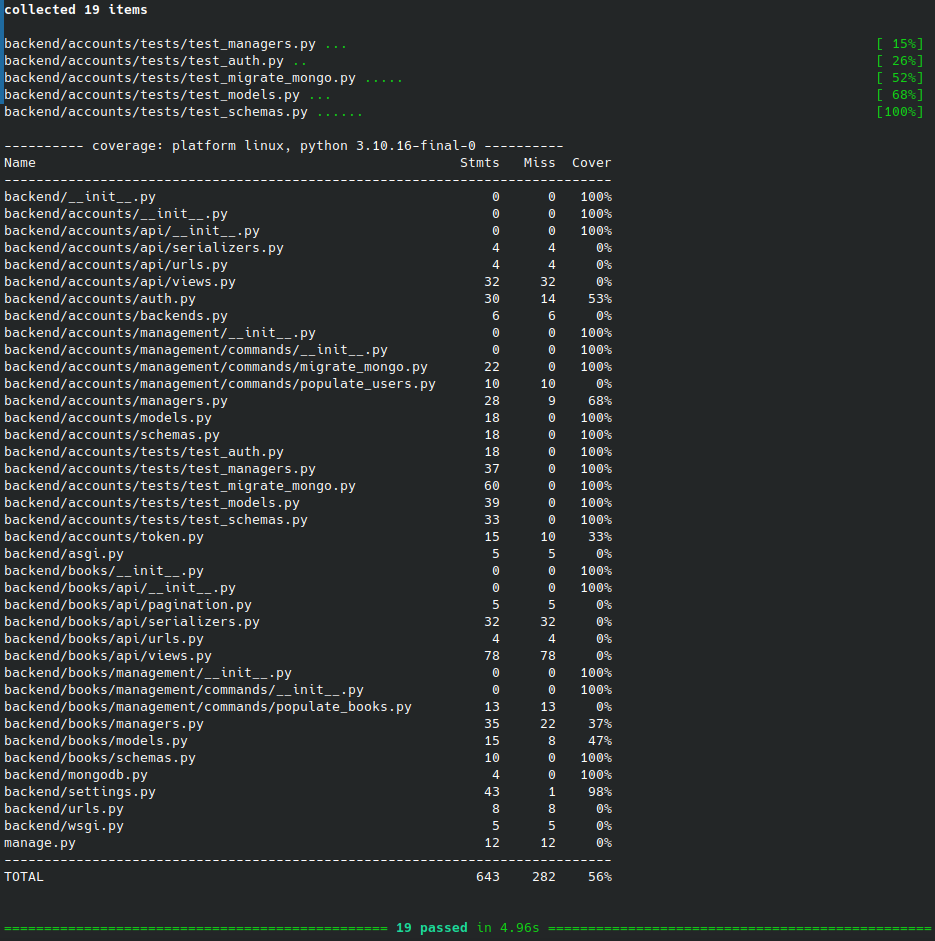 collected 19 items
backend/accounts/tests/test_managers.py ... [ 15%]
backend/accounts/tests/test_auth.py .. [ 26%]
backend/accounts/tests/test_migrate_mongo.py ..... [ 52%]
backend/accounts/tests/test_models.py ... [ 68%]
backend/accounts/tests/test_schemas.py ...... [100%]
---------- coverage: platform linux, python 3.10.16-final-0 ----------
Name Stmts Miss Cover
----------------------------------------------------------------------------
backend/__init__.py 0 0 100%
backend/accounts/__init__.py 0 0 100%
backend/accounts/api/__init__.py 0 0 100%
backend/accounts/api/serializers.py 4 4 0%
backend/accounts/api/urls.py 4 4 0%
backend/accounts/api/views.py 32 32 0%
backend/accounts/auth.py 30 14 53%
backend/accounts/backends.py 6 6 0%
backend/accounts/management/__init__.py 0 0 100%
backend/accounts/management/commands/__init__.py 0 0 100%
backend/accounts/management/commands/migrate_mongo.py 22 0 100%
backend/accounts/management/commands/populate_users.py 10 10 0%
backend/accounts/managers.py 28 9 68%
backend/accounts/models.py 18 0 100%
backend/accounts/schemas.py 18 0 100%
backend/accounts/tests/test_auth.py 18 0 100%
backend/accounts/tests/test_managers.py 37 0 100%
backend/accounts/tests/test_migrate_mongo.py 60 0 100%
backend/accounts/tests/test_models.py 39 0 100%
backend/accounts/tests/test_schemas.py 33 0 100%
backend/accounts/token.py 15 10 33%
backend/asgi.py 5 5 0%
backend/books/__init__.py 0 0 100%
backend/books/api/__init__.py 0 0 100%
backend/books/api/pagination.py 5 5 0%
backend/books/api/serializers.py 32 32 0%
backend/books/api/urls.py 4 4 0%
backend/books/api/views.py 78 78 0%
backend/books/management/__init__.py 0 0 100%
backend/books/management/commands/__init__.py 0 0 100%
backend/books/management/commands/populate_books.py 13 13 0%
backend/books/managers.py 35 22 37%
backend/books/models.py 15 8 47%
backend/books/schemas.py 10 0 100%
backend/mongodb.py 4 0 100%
backend/settings.py 43 1 98%
backend/urls.py 8 8 0%
backend/wsgi.py 5 5 0%
manage.py 12 12 0%
----------------------------------------------------------------------------
TOTAL 643 282 56%
================================================ 19 passed in 4.96s ================================================